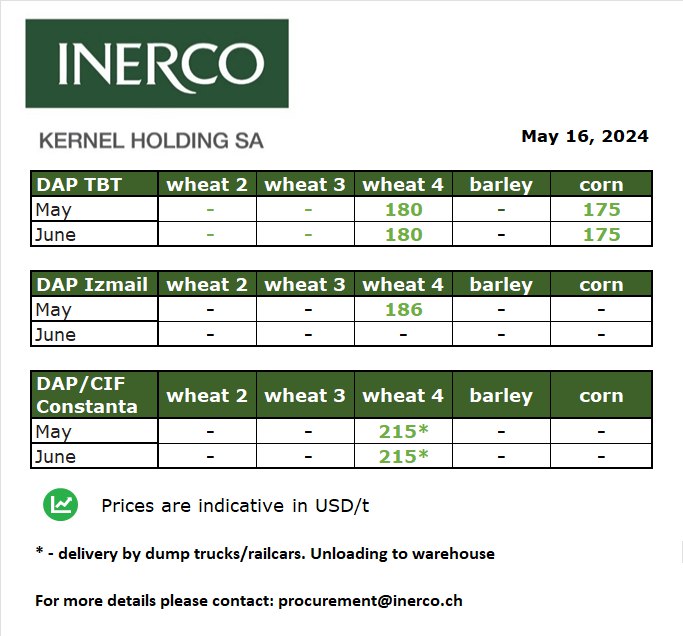 INERCO
KERNEL HOLDING SA
May 16, 2024
DAP TBT wheat 2 wheat 3 wheat 4 barley corn
May - - 180 - 175
June - - 180 - 175
DAP Izmail wheat 2 wheat 3 wheat 4 barley corn
May - - 186 - -
June - - - - -
DAP/CIF
Constanta wheat 2 wheat 3 wheat 4 barley corn
May - - 215* - -
June - - 215* - -
Prices are indicative in USD/t
* - delivery by dump trucks/railcars. Unloading to warehouse
For more details please contact: procurement@inerco.ch